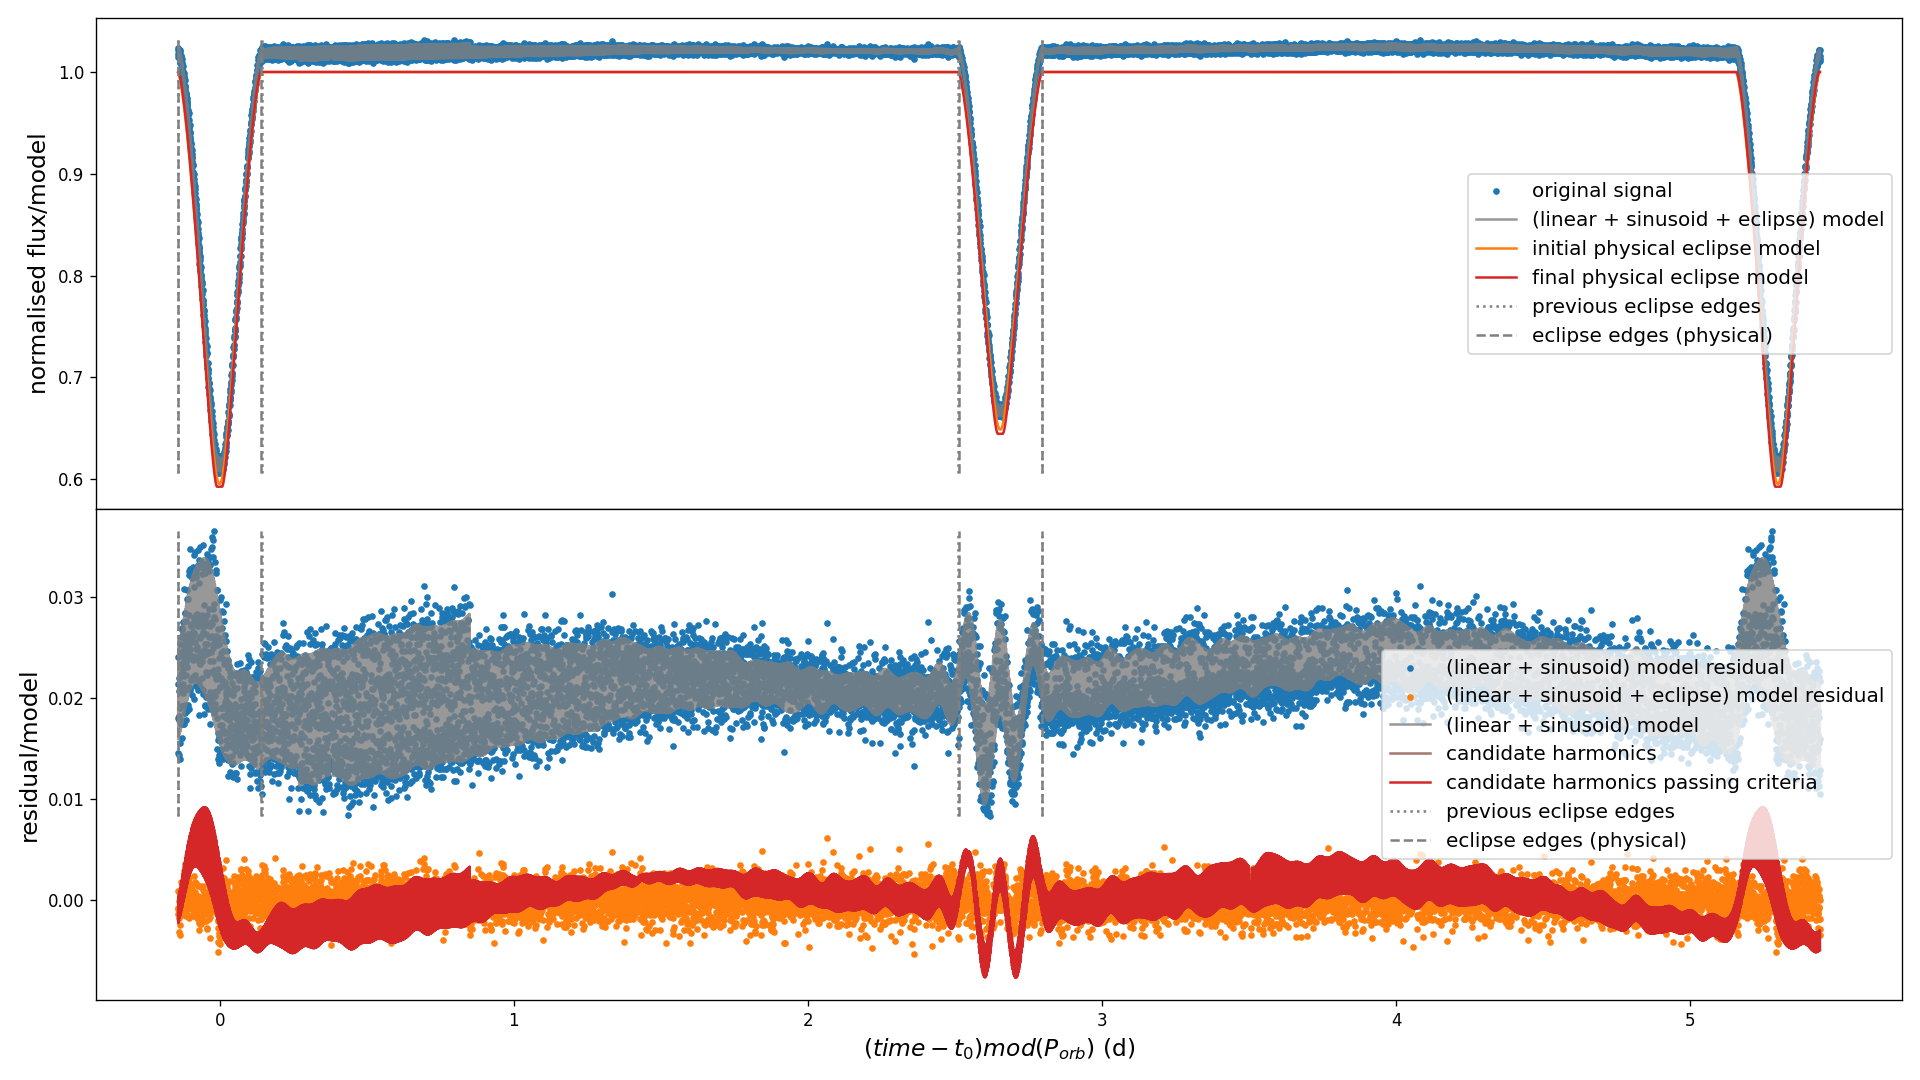 normalised flux/model
1.0
0.9
0.8
0.7
0.6
original signal
(linear + sinusoid + eclipse) model
initial physical eclipse model
final physical eclipse model
previous eclipse edges
eclipse edges (physical)
residual/model
0.03
0.02
0.01
0.00
(linear + sinusoid) model residual
(linear + sinusoid + eclipse) model residual
(linear + sinusoid) model
candidate harmonics
candidate harmonics passing criteria
previous eclipse edges
eclipse edges (physical)
0 1 2 3 4 5
$(time - t_0)mod(P_{orb})$ (d)